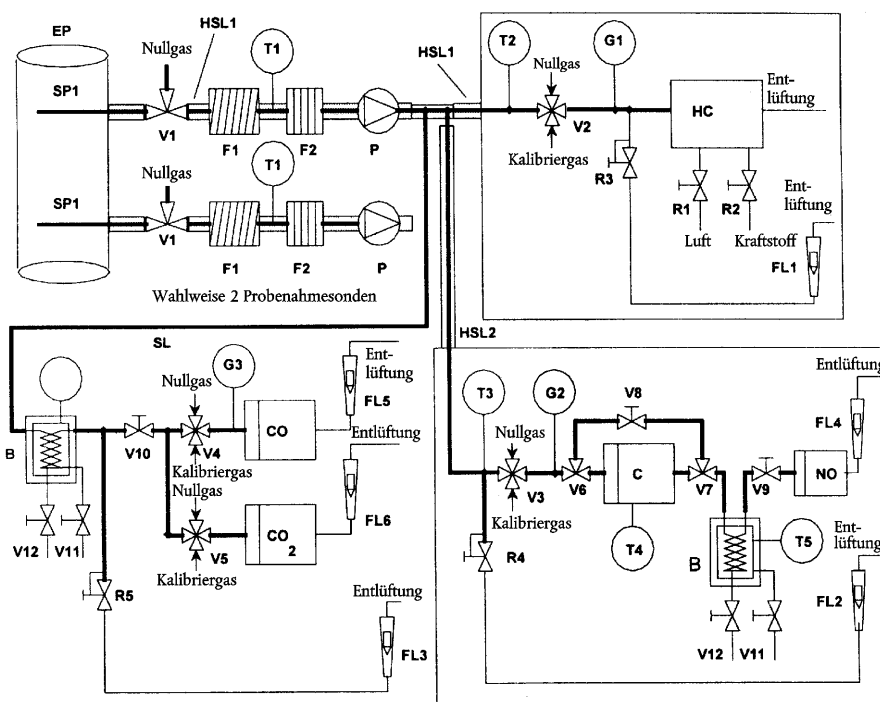 EP
Nullgas
HSL1
T1
SP1
V1
F1
F2
P
HSL1
Nullgas
T1
SP1
V1
F1
F2
P
Wahlweise 2 Probenahmesonden
T2
Nullgas
G1
V2
Kalibriergas
HC
Ent-
lüftung
R3
R1
R2
Luft
Kraftstoff
Ent-
lüftung
FL1
HSL2
SL
Nullgas
G3
Ent-
lüftung
FL5
B
V10
V4
CO
Kalibriergas
Nullgas
Entlüftung
V5
CO
2
FL6
Kalibriergas
V12
V11
R5
Entlüftung
FL3
T3
Nullgas
G2
V8
Entlüftung
FL4
V3
V6
C
V7
V9
NO
Kalibriergas
R4
T4
B
T5
Ent-
lüftung
FL2
V12
V11